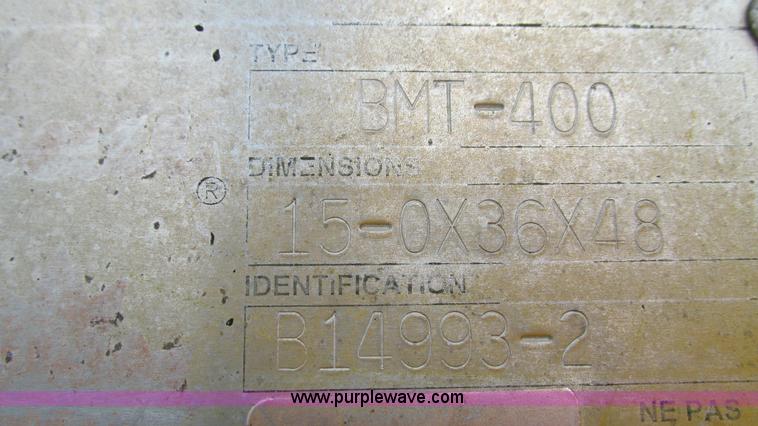 TYPE
BMT-400
DIMENSIONS
®
15-0X36X48
IDENTIFICATION
B14993-2
www.purplewave.com
NE PAS